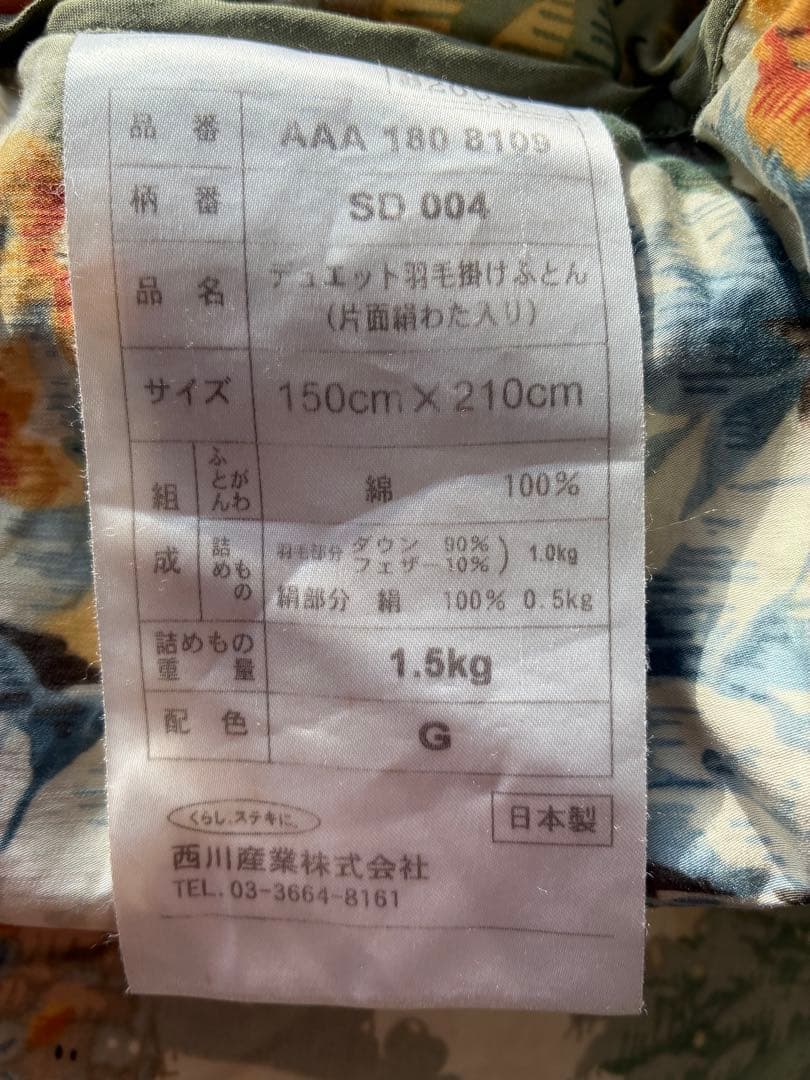 品番 AAA 180 8109
柄番 SD 004
品名 デュエット羽毛掛けふとん
(片面絹わた入り)
サイズ 150cm×210cm
組成 ふとんがわ 綿 100%
詰めもの 羽毛部分 ダウン 90% フェザー 10% ) 1.0kg
絹部分 絹 100% 0.5kg
詰めもの重量 1.5kg
配色 G
くらし、ステキに。
日本製
西川産業株式会社
TEL. 03-3664-8161